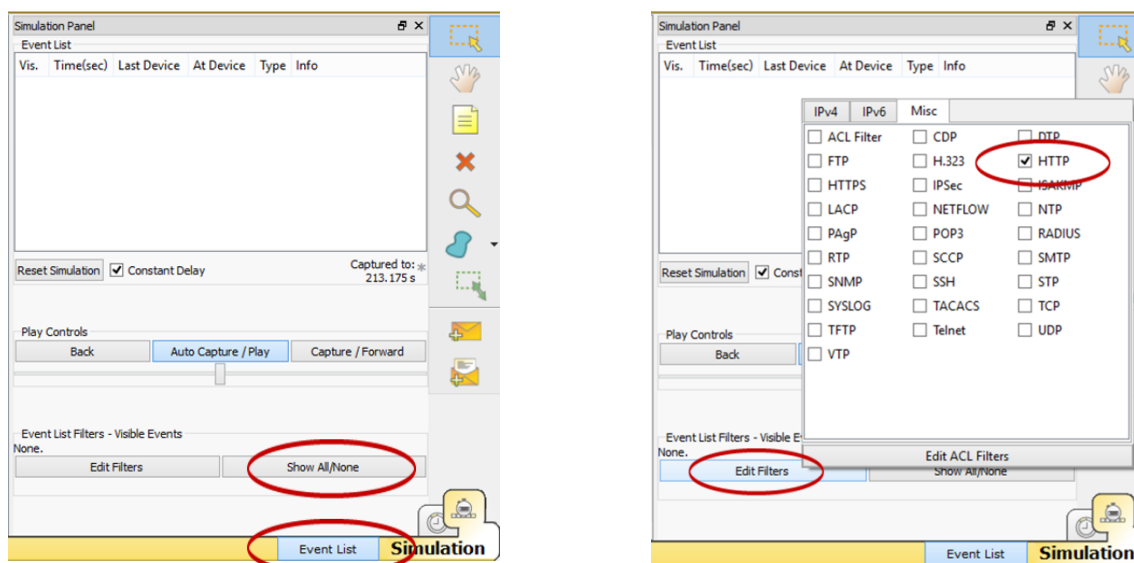 Simulation Panel
Event List
Vis. Time(sec) Last Device At Device Type Info
Reset Simulation Constant Delay
Captured to: *
213.175 s
Play Controls
Back Auto Capture / Play Capture / Forward
Event List Filters - Visible Events
None.
Edit Filters Show All/None
Event List Simulation
Simulation Panel
Event List
Vis. Time(sec) Last Device At Device Type Info
IPv4 IPv6 Misc
ACL Filter CDP DTP
FTP H.323 HTTP
HTTPS IPSec ISAKMP
LACP NETFLOW NTP
PAgP POP3 RADIUS
RTP SCCP SMTP
SNMP SSH STP
SYSLOG TACACS TCP
TFTP Telnet UDP
VTP
Edit ACL Filters
Reset Simulation Const
Play Controls
Back
Event List Filters - Visible E
None.
Edit Filters Show All/None
Event List Simulation